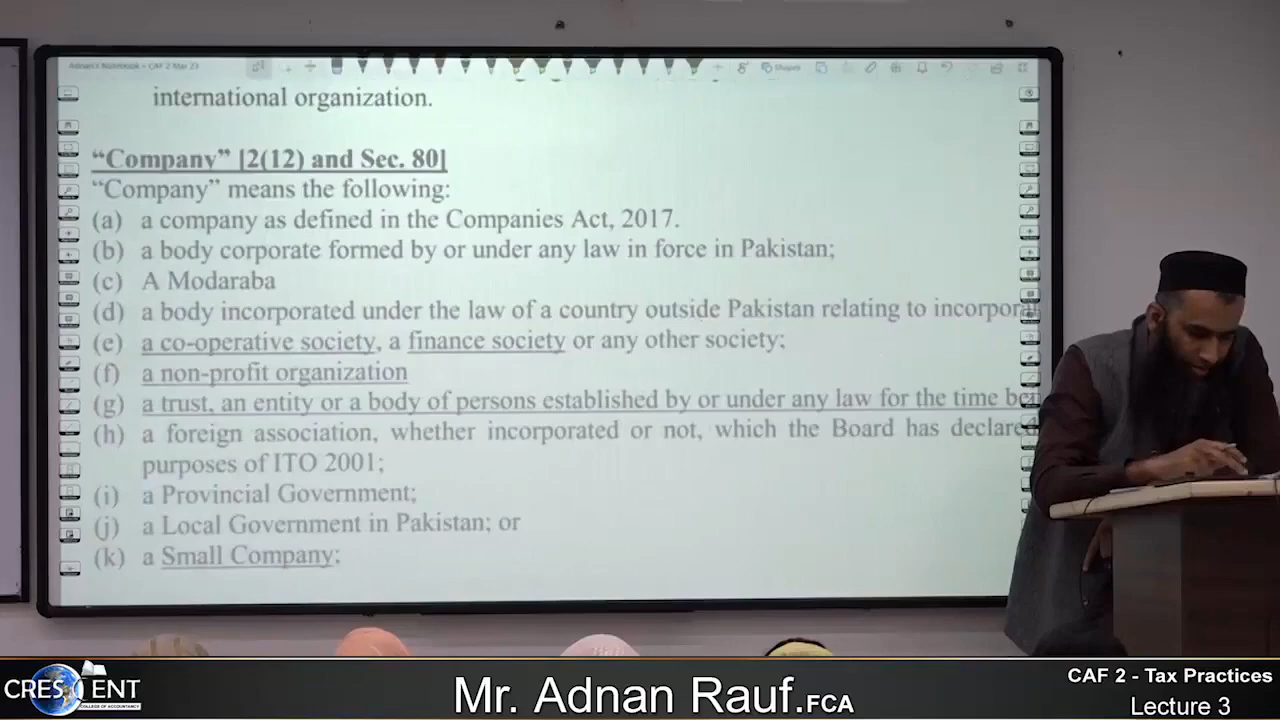 international organization.
“Company” [2(12) and Sec. 80]
“Company” means the following:
(a) a company as defined in the Companies Act, 2017.
(b) a body corporate formed by or under any law in force in Pakistan;
(c) A Modaraba
(d) a body incorporated under the law of a country outside Pakistan relating to
(e) a co-operative society, a finance society or any other society;
(f) a non-profit organization
(g) a trust, an entity or a body of persons established by or under any law for the time
(h) a foreign association, whether incorporated or not, which the Board has declared
purposes of ITO 2001;
(i) a Provincial Government;
(j) a Local Government in Pakistan; or
(k) a Small Company;
CRESCENT
COLLEGE OF ACCOUNTANCY
Mr. Adnan Rauf.FCA
CAF 2 - Tax Practices
Lecture 3